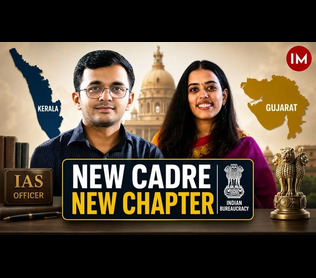 IM
KERALA
GUJARAT
IAS
OFFICER
NEW CADRE
NEW CHAPTER
INDIAN
BUREAUCRACY